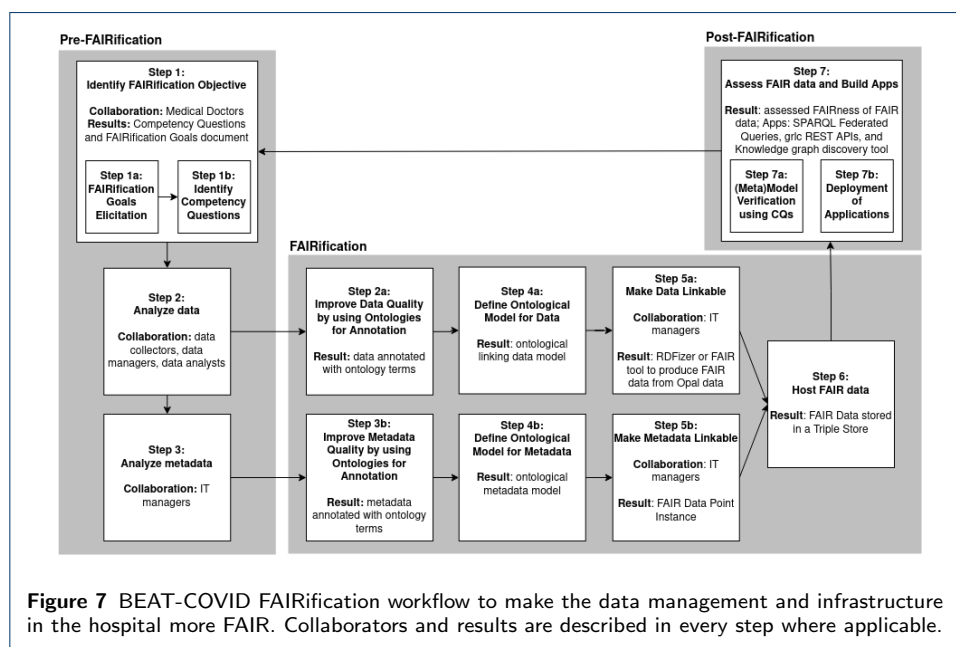 Pre-FAIRification
Step 1:
Identify FAIRification Objective
Collaboration: Medical Doctors
Results: Competency Questions
and FAIRification Goals document
Step 1a:
FAIRification
Goals
Elicitation
Step 1b:
Identify
Competency
Questions
Step 2:
Analyze data
Collaboration: data
collectors, data
managers, data analysts
Step 3:
Analyze metadata
Collaboration: IT
managers
FAIRification
Step 2a:
Improve Data Quality
by using Ontologies
for Annotation
Result: data annotated
with ontology terms
Step 4a:
Define Ontological
Model for Data
Result: ontological
linking data model
Step 5a:
Make Data Linkable
Collaboration: IT
managers
Result: RDFizer or FAIR
tool to produce FAIR
data from Opal data
Step 3b:
Improve Metadata
Quality by using
Ontologies for
Annotation
Result: metadata
annotated with ontology
terms
Step 4b:
Define Ontological
Model for Metadata
Result: ontological
metadata model
Step 5b:
Make Metadata Linkable
Collaboration: IT
managers
Result: FAIR Data Point
Instance
Step 6:
Host FAIR data
Result: FAIR Data stored
in a Triple Store
Post-FAIRification
Step 7:
Assess FAIR data and Build Apps
Result: assessed FAIRness of FAIR
data; Apps: SPARQL Federated
Queries, grlc REST APIs, and
Knowledge graph discovery tool
Step 7a:
(Meta)Model
Verification
using CQs
Step 7b:
Deployment
of
Applications
Figure 7 BEAT-COVID FAIRification workflow to make the data management and infrastructure
in the hospital more FAIR. Collaborators and results are described in every step where applicable.